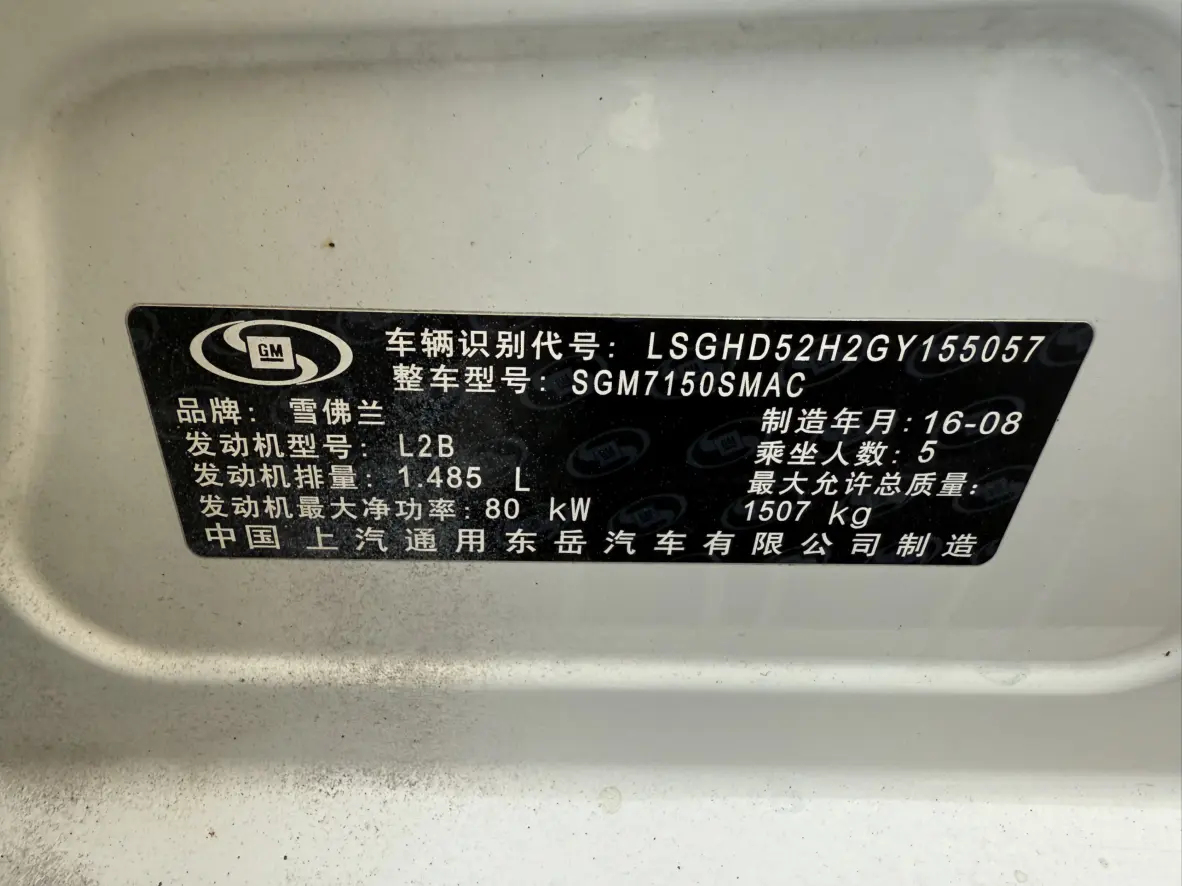 GM
车辆识别代号: LSGHD52H2GY155057
整车型号: SGM7150SMAC
品牌: 雪佛兰
制造年月: 16-08
发动机型号: L2B
乘坐人数: 5
发动机排量: 1.485 L
最大允许总质量:
发动机最大净功率: 80 kW
1507 kg
中国 上汽通用东岳汽车有限公司制造